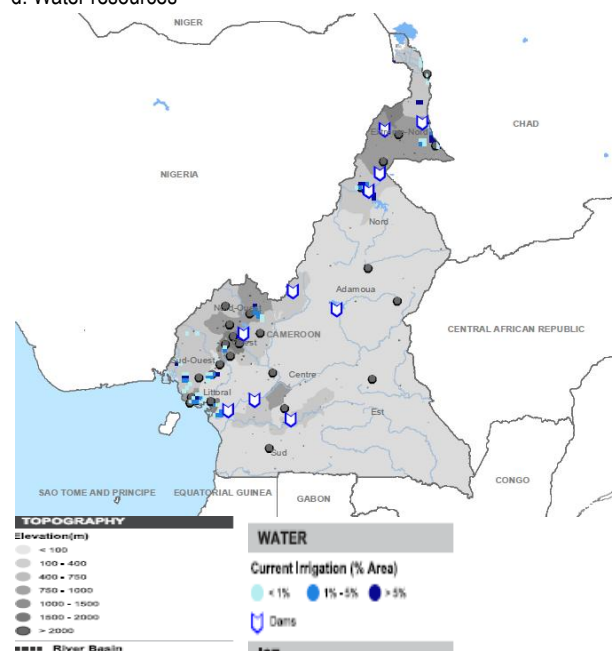 d. Water resources
NIGER
CHAD
NIGERIA
Nord
Adamoua
CENTRAL AFRICAN REPUBLIC
CAMEROON
Sud-Ouest
Centre
Littoral
Est
Sud
SAO TOME AND PRINCIPE
EQUATORIAL GUINEA
GABON
CONGO
TOPOGRAPHY
Elevation(m)
< 100
100 - 400
400 - 750
750 - 1000
1000 - 1500
1500 - 2000
> 2000
River Basin
WATER
Current Irrigation (% Area)
< 1%
1% - 5%
> 5%
Dams